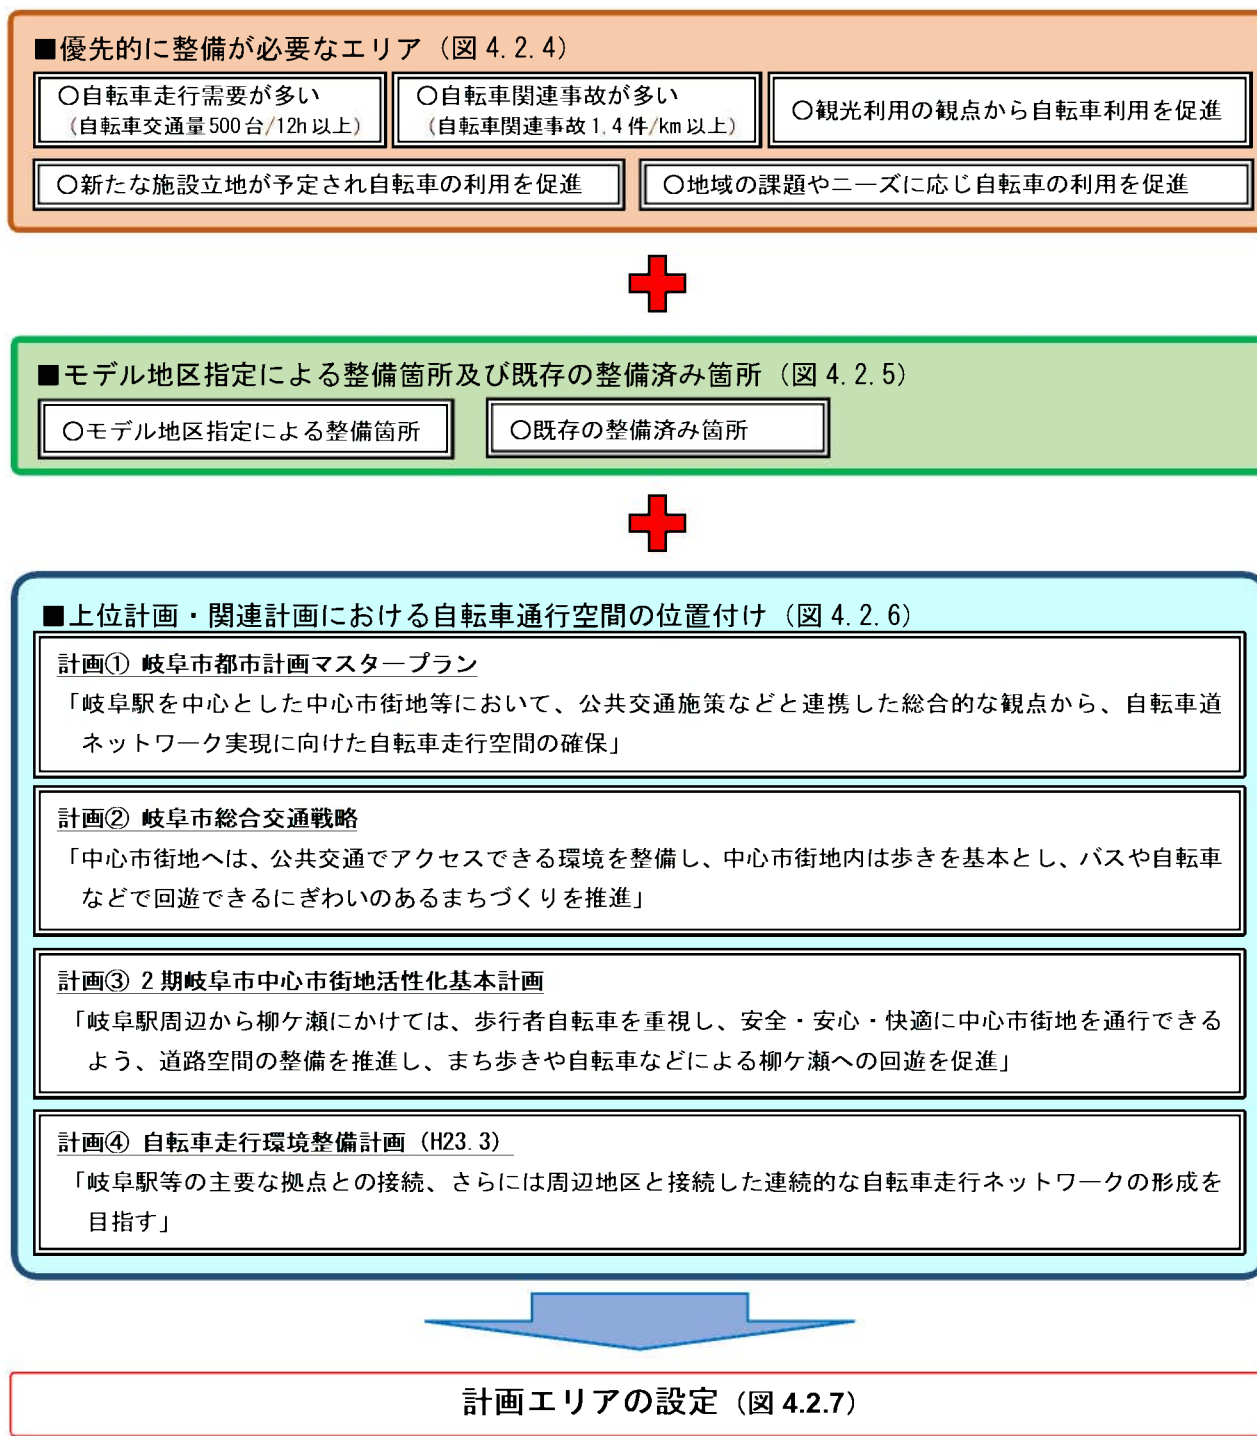 ■優先的に整備が必要なエリア（図 4.2.4）
○自転車走行需要が多い
（自転車交通量500台/12h以上）
○自転車関連事故が多い
（自転車関連事故1.4件/km以上）
○観光利用の観点から自転車利用を促進
○新たな施設立地が予定され自転車の利用を促進
○地域の課題やニーズに応じ自転車の利用を促進
■モデル地区指定による整備箇所及び既存の整備済み箇所（図 4.2.5）
○モデル地区指定による整備箇所
○既存の整備済み箇所
■上位計画・関連計画における自転車通行空間の位置付け（図 4.2.6）
計画① 岐阜市都市計画マスタープラン
「岐阜駅を中心とした中心市街地等において、公共交通施策などと連携した総合的な観点から、自転車道
ネットワーク実現に向けた自転車走行空間の確保」
計画② 岐阜市総合交通戦略
「中心市街地へは、公共交通でアクセスできる環境を整備し、中心市街地内は歩きを基本とし、バスや自転車
などで回遊できるにぎわいのあるまちづくりを推進」
計画③ 2期岐阜市中心市街地活性化基本計画
「岐阜駅周辺から柳ケ瀬にかけては、歩行者自転車を重視し、安全・安心・快適に中心市街地を通行できる
よう、道路空間の整備を推進し、まち歩きや自転車などによる柳ケ瀬への回遊を促進」
計画④ 自転車走行環境整備計画（H23.3）
「岐阜駅等の主要な拠点との接続、さらには周辺地区と接続した連続的な自転車走行ネットワークの形成を
目指す」
計画エリアの設定（図 4.2.7）